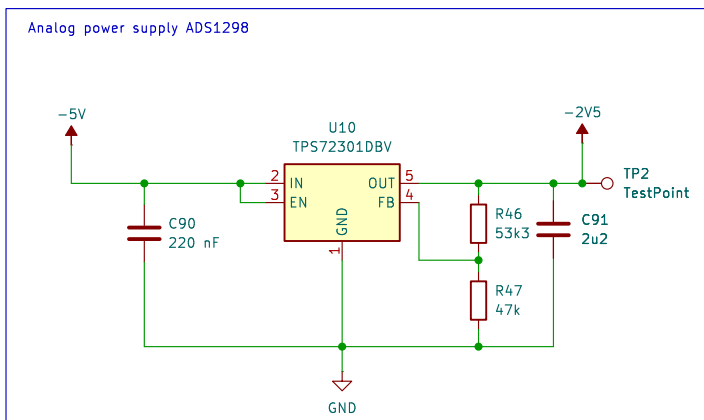 Analog power supply ADS1298
-5V
-2V5
U10
TPS72301DBV
TP2
TestPoint
2
IN
OUT
5
3
EN
FB
4
GND
1
C90
220 nF
R46
53k3
C91
2u2
R47
47k
GND